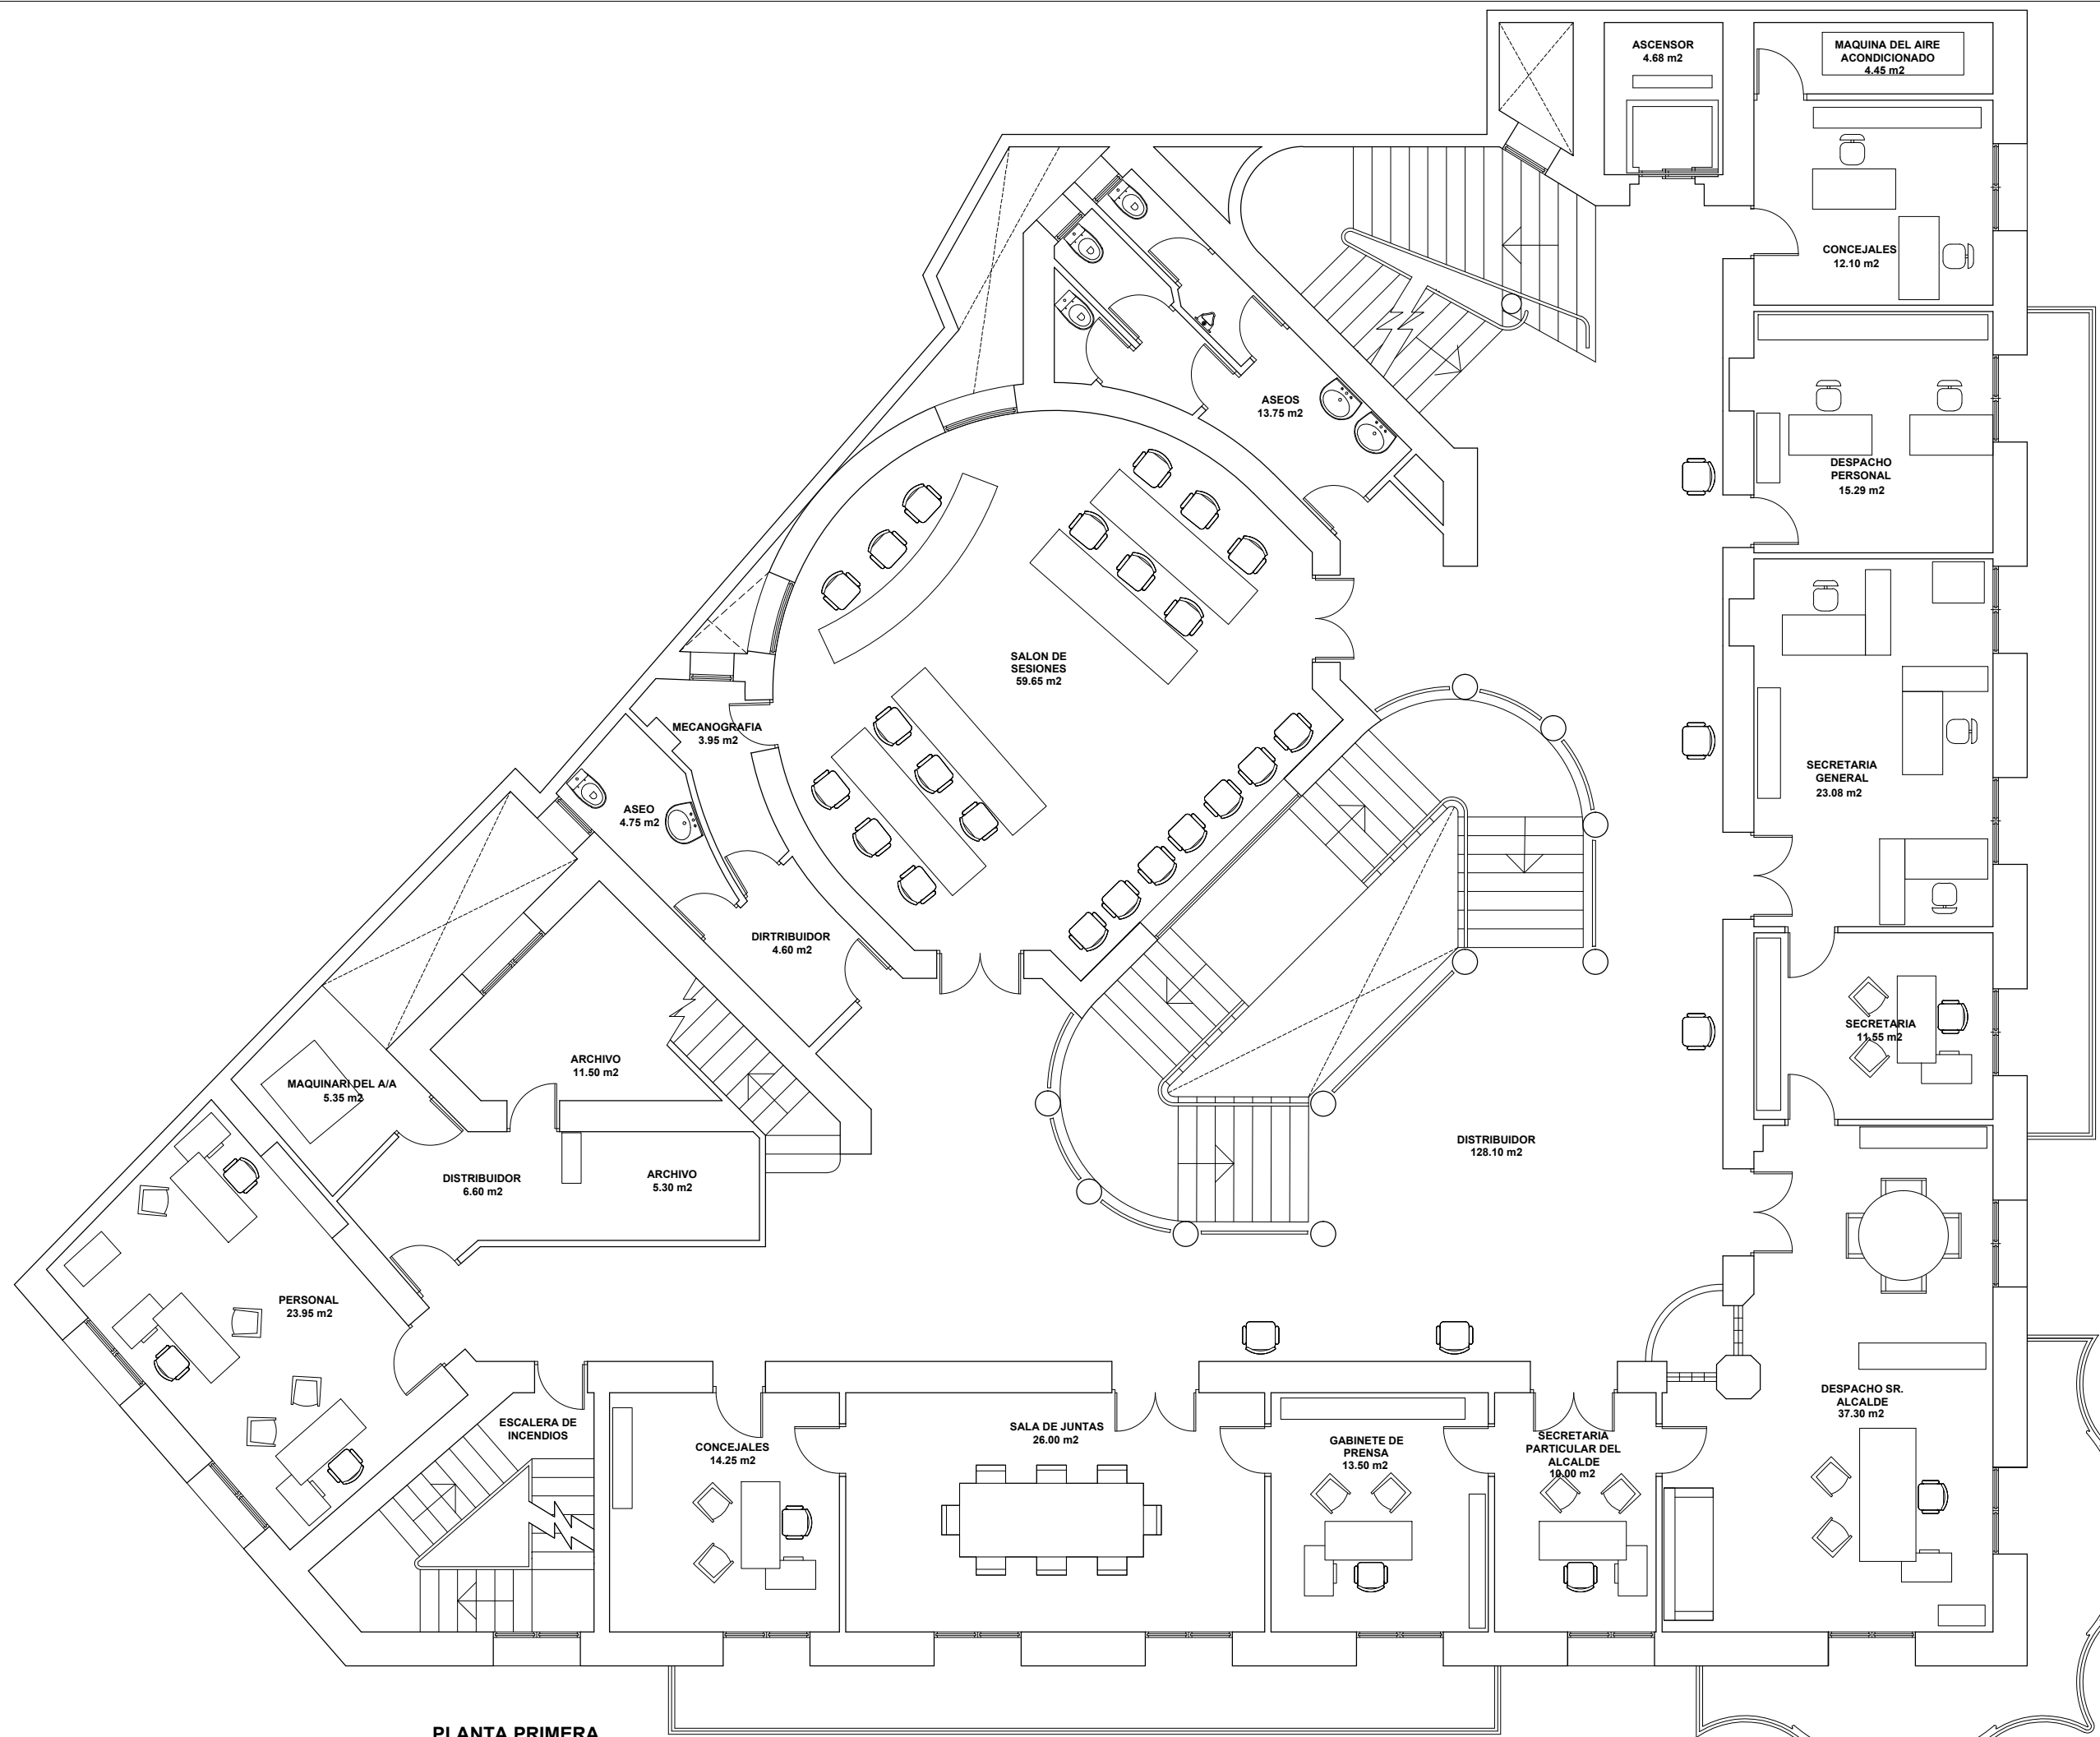 ASCENSOR
4.68 m2
MAQUINA DEL AIRE
ACONDICIONADO
4.45 m2
CONCEJALES
12.10 m2
ASEOS
13.75 m2
DESPACHO
PERSONAL
15.29 m2
SALON DE
SESIONES
59.65 m2
MECANOGRAFIA
3.95 m2
SECRETARIA
GENERAL
23.08 m2
ASEO
4.75 m2
DIRTRIBUIDOR
4.60 m2
SECRETARIA
11.55 m2
ARCHIVO
11.50 m2
MAQUINARI DEL A/A
5.35 m2
DISTRIBUIDOR
128.10 m2
DISTRIBUIDOR
6.60 m2
ARCHIVO
5.30 m2
PERSONAL
23.95 m2
DESPACHO SR.
ALCALDE
37.30 m2
ESCALERA DE
INCENDIOS
CONCEJALES
14.25 m2
SALA DE JUNTAS
26.00 m2
GABINETE DE
PRENSA
13.50 m2
SECRETARIA
PARTICULAR DEL
ALCALDE
10.00 m2
PLANTA PRIMERA